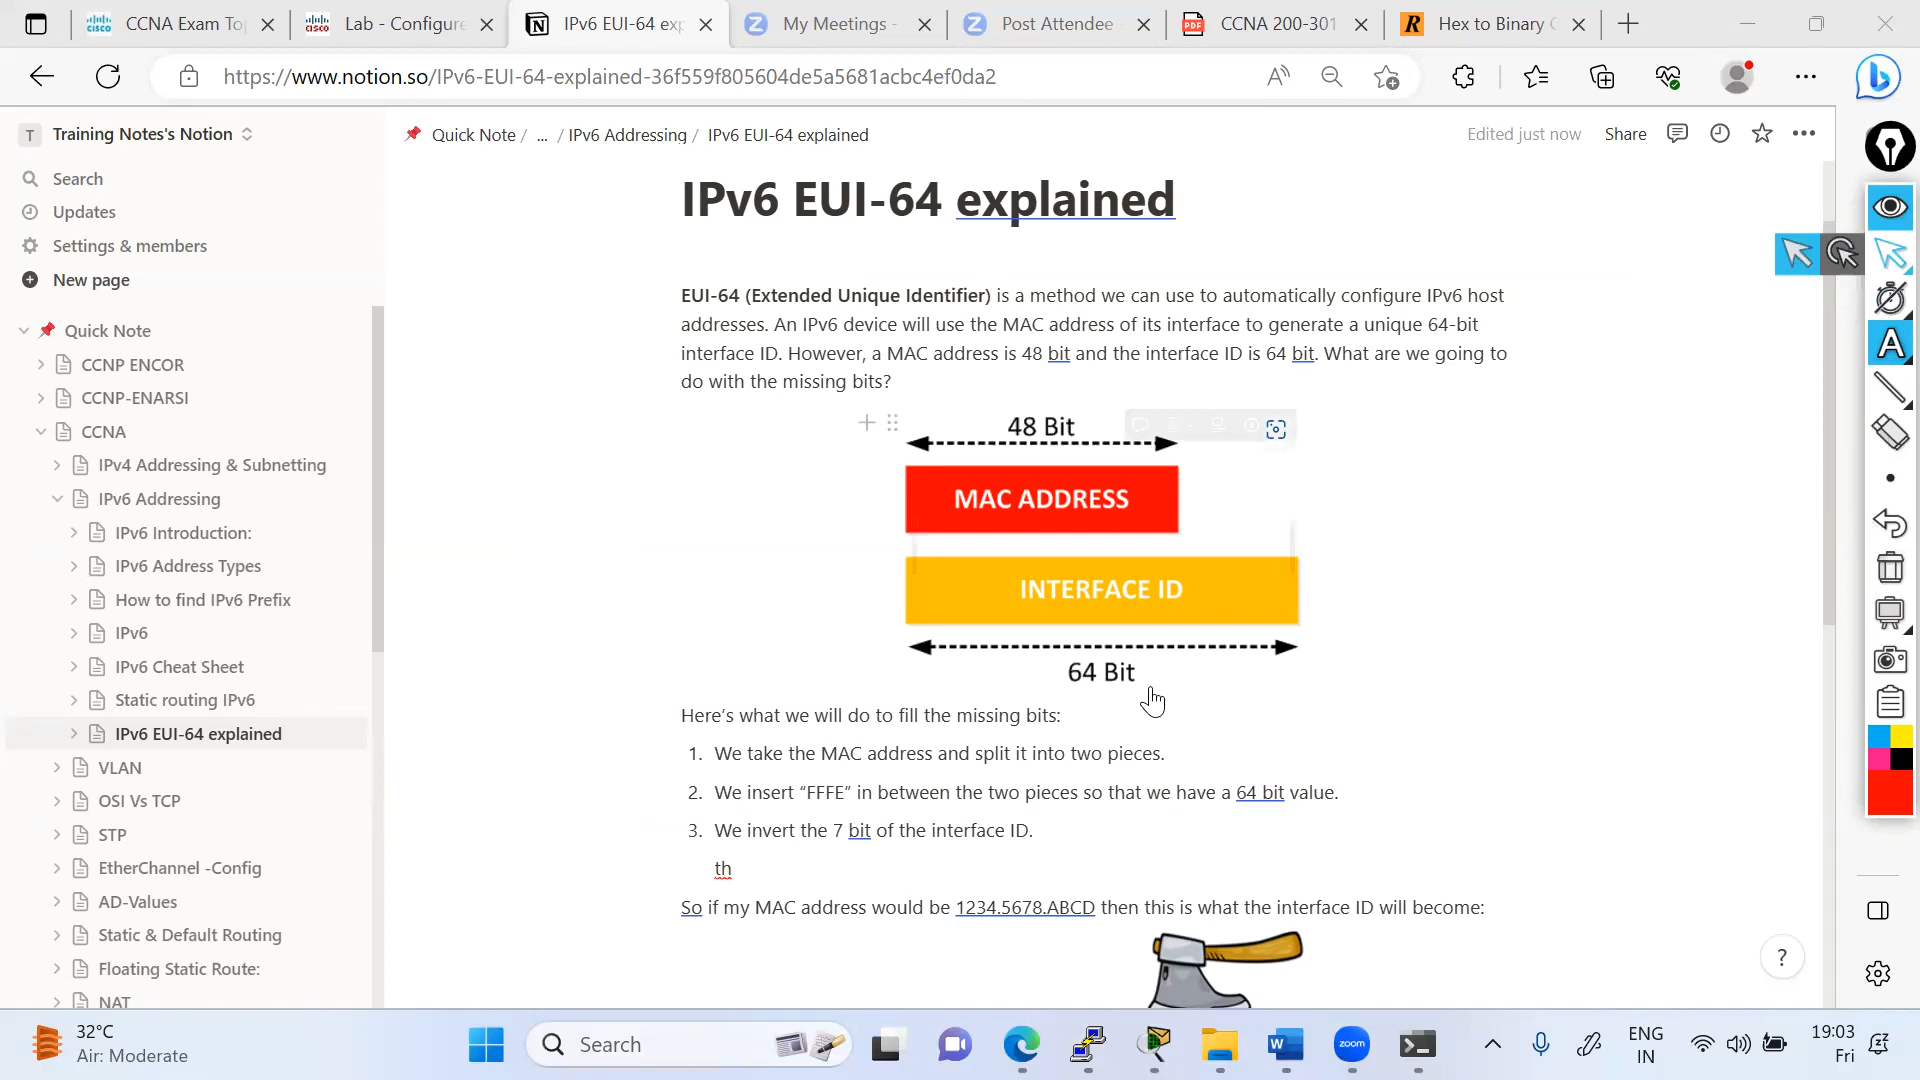 CCNA Exam To
Lab - Configure
IPv6 EUI-64 exp
My Meetings -
Post Attendee -
CCNA 200-301
Hex to Binary C
https://www.notion.so/IPv6-EUI-64-explained-36f559f805604de5a5681acbc4ef0da2
T Training Notes's Notion
Quick Note / ... / IPv6 Addressing / IPv6 EUI-64 explained
Edited just now
Share
Search
Updates
Settings & members
New page
Quick Note
CCNP ENCOR
CCNP-ENARSI
CCNA
IPv4 Addressing & Subnetting
IPv6 Addressing
IPv6 Introduction:
IPv6 Address Types
How to find IPv6 Prefix
IPv6
IPv6 Cheat Sheet
Static routing IPv6
IPv6 EUI-64 explained
VLAN
OSI Vs TCP
STP
EtherChannel -Config
AD-Values
Static & Default Routing
Floating Static Route:
NAT
IPv6 EUI-64 explained
EUI-64 (Extended Unique Identifier) is a method we can use to automatically configure IPv6 host
addresses. An IPv6 device will use the MAC address of its interface to generate a unique 64-bit
interface ID. However, a MAC address is 48 bit and the interface ID is 64 bit. What are we going to
do with the missing bits?
48 Bit
MAC ADDRESS
INTERFACE ID
64 Bit
Here's what we will do to fill the missing bits:
1. We take the MAC address and split it into two pieces.
2. We insert “FFFE” in between the two pieces so that we have a 64 bit value.
3. We invert the 7 bit of the interface ID.
th
So if my MAC address would be 1234.5678.ABCD then this is what the interface ID will become:
?
A
32°C
Air: Moderate
Search
zoom
ENG
IN
19:03
Fri